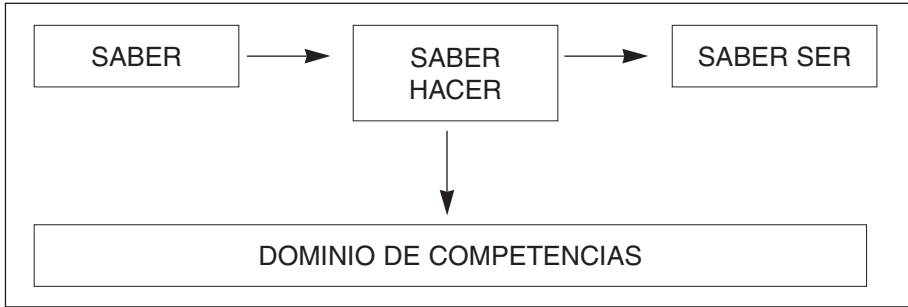 SABER
SABER
HACER
SABER SER
DOMINIO DE COMPETENCIAS